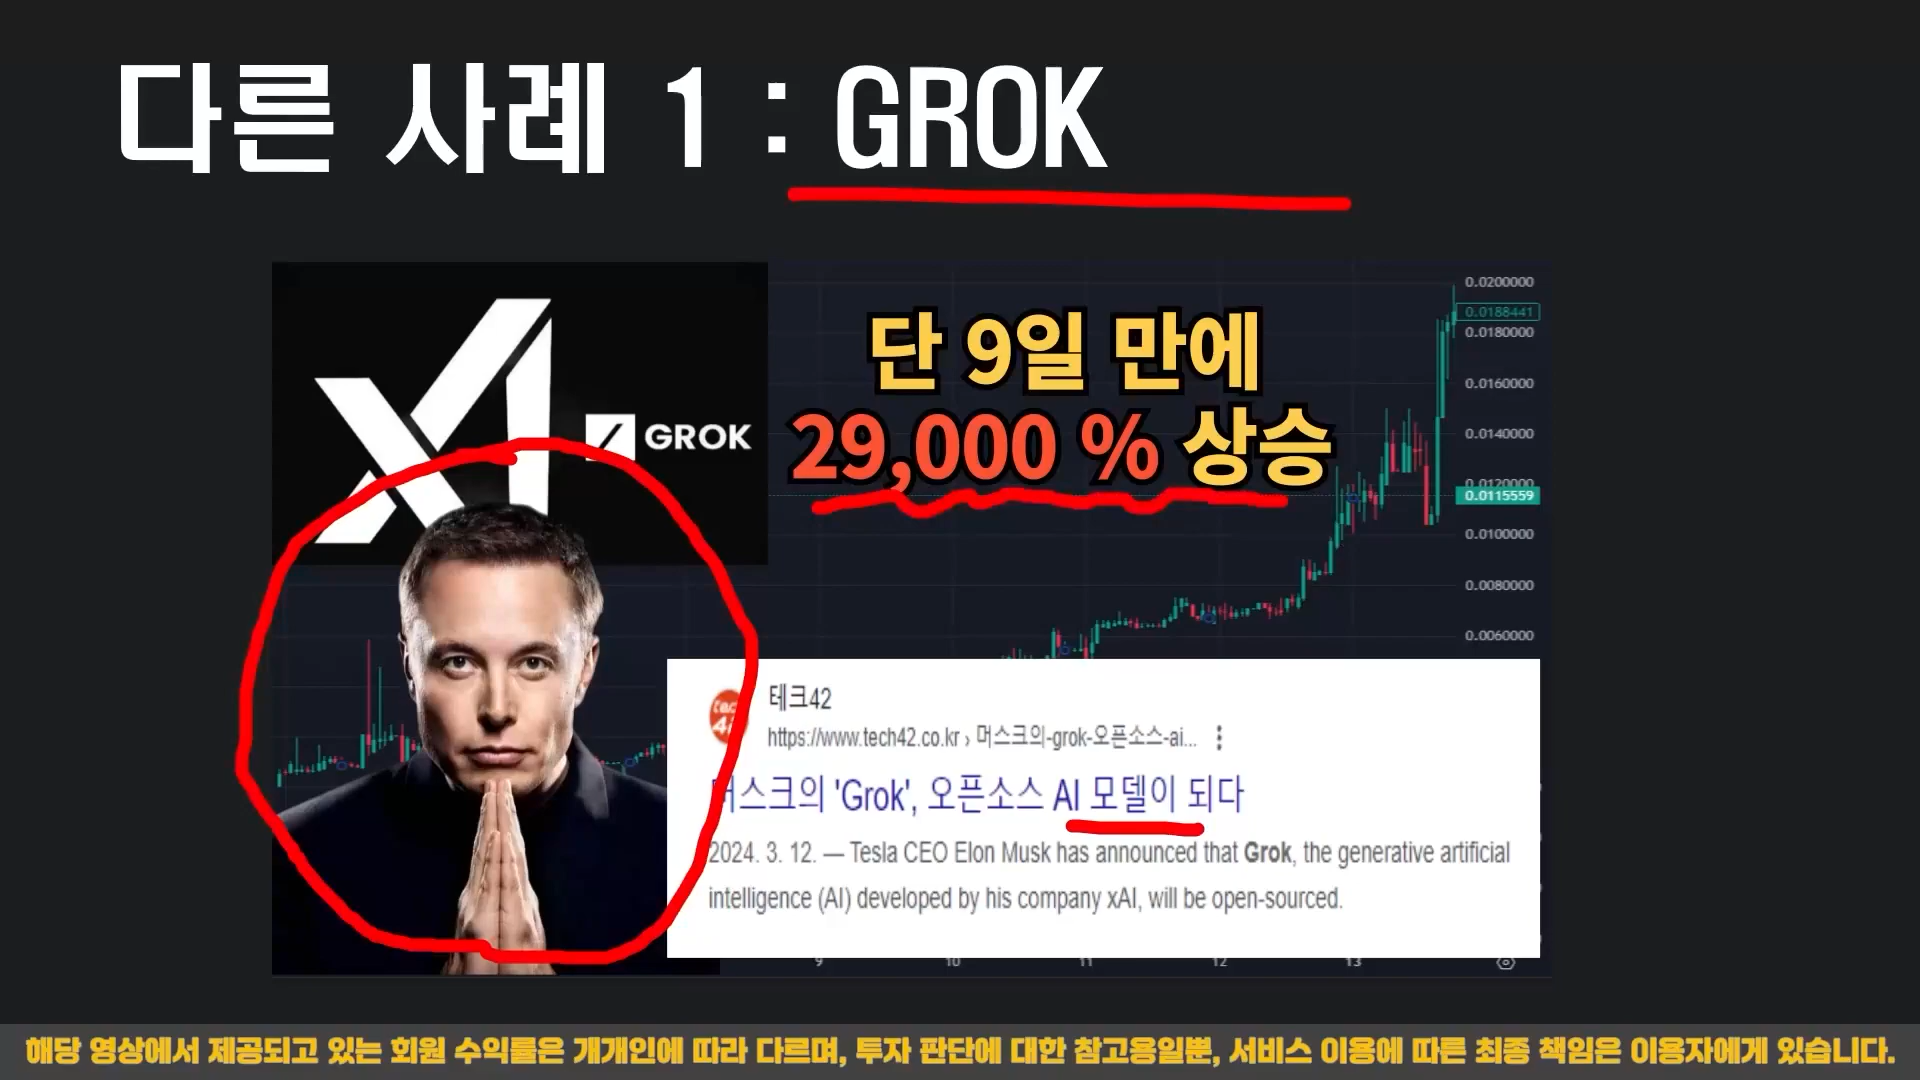 다른 사례 1 : GROK
GROK
단 9일 만에
29,000 % 상승
0.0200000
0.0188441
0.0180000
0.0160000
0.0140000
0.0120000
0.0115559
0.0100000
0.0080000
0.0060000
테크42
https://www.tech42.co.kr › 머스크의-grok-오픈소스-ai...
머스크의 'Grok', 오픈소스 AI 모델이 되다
2024. 3. 12. — Tesla CEO Elon Musk has announced that Grok, the generative artificial
intelligence (AI) developed by his company xAI, will be open-sourced.
9 10 11 12 13
해당 영상에서 제공되고 있는 회원 수익률은 개개인에 따라 다르며, 투자 판단에 대한 참고용일뿐, 서비스 이용에 따른 최종 책임은 이용자에게 있습니다.